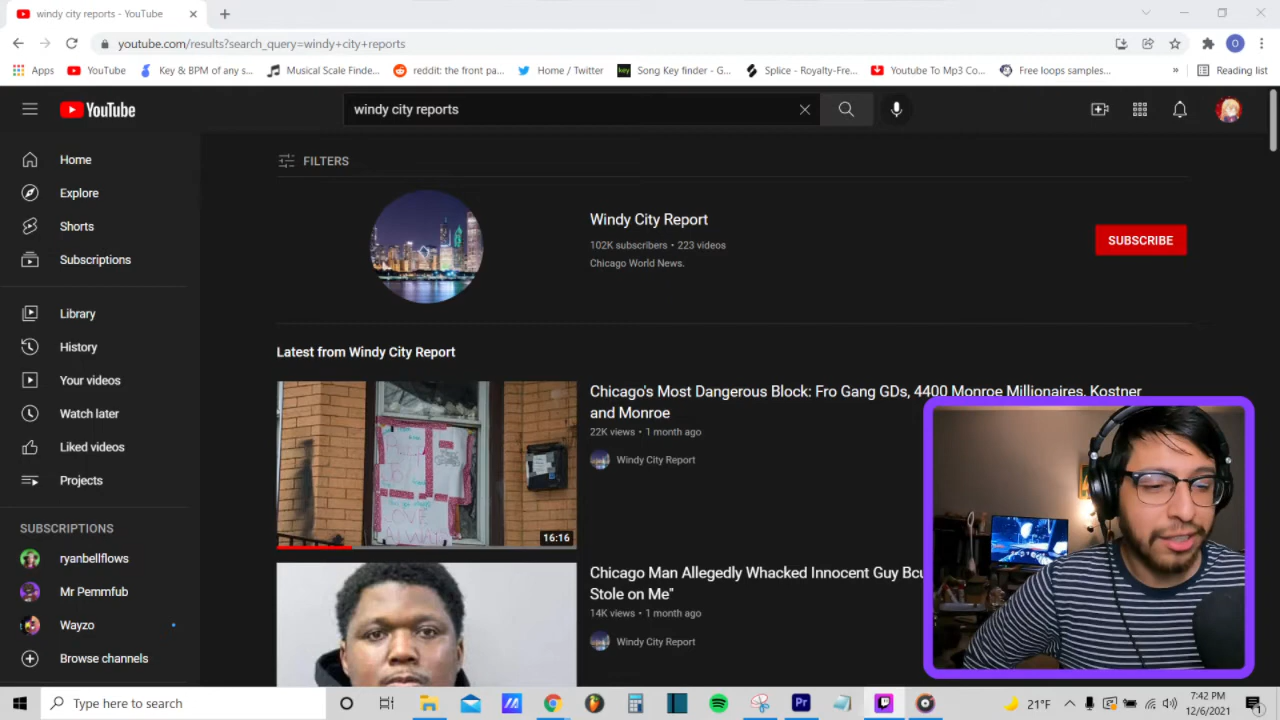 windy city reports - YouTube
youtube.com/results?search_query=windy+city+reports
Apps YouTube Key & BPM of any s... Musical Scale Finde... reddit: the front pa... Home / Twitter Song Key finder - G... Splice - Royalty-Fre... Youtube To Mp3 Co... Free loops samples... » Reading list
YouTube
windy city reports
Home
Explore
Shorts
Subscriptions
Library
History
Your videos
Watch later
Liked videos
Projects
SUBSCRIPTIONS
ryanbellflows
Mr Pemmfub
Wayzo
Browse channels
FILTERS
Windy City Report
102K subscribers • 223 videos
Chicago World News.
SUBSCRIBE
Latest from Windy City Report
Chicago's Most Dangerous Block: Fro Gang GDs, 4400 Monroe Millionaires, Kostner
and Monroe
22K views • 1 month ago
Windy City Report
LOVE
ALWAYS
16:16
Chicago Man Allegedly Whacked Innocent Guy Bcu
Stole on Me"
14K views • 1 month ago
Windy City Report
Type here to search
21°F
7:42 PM
12/6/2021